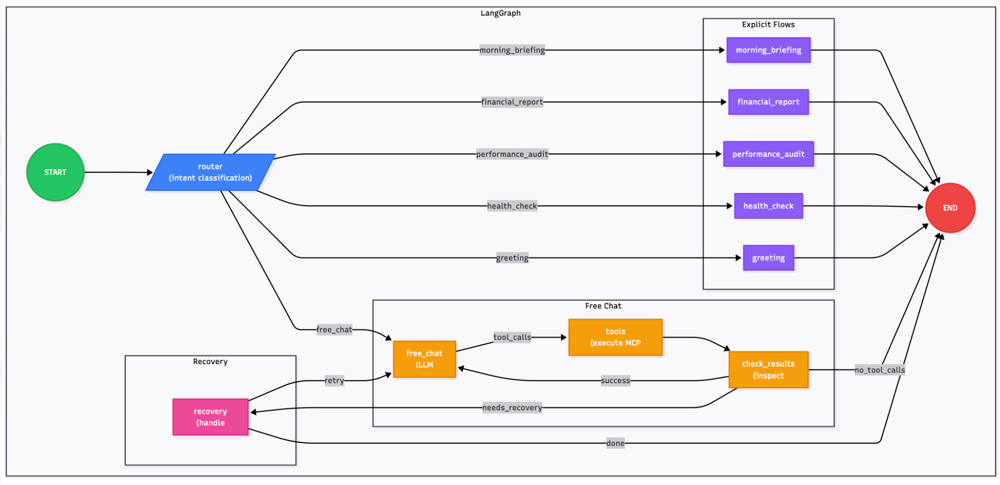 LangGraph
Explicit Flows
morning_briefing
morning_briefing
financial_report
financial_report
performance_audit
performance_audit
START
router
(intent classification)
health_check
health_check
END
greeting
greeting
Free Chat
free_chat
tool_calls
tools
(execute MCP
free_chat
(LLM
check_results
(inspect
no_tool_calls
Recovery
retry
success
needs_recovery
recovery
(handle
done